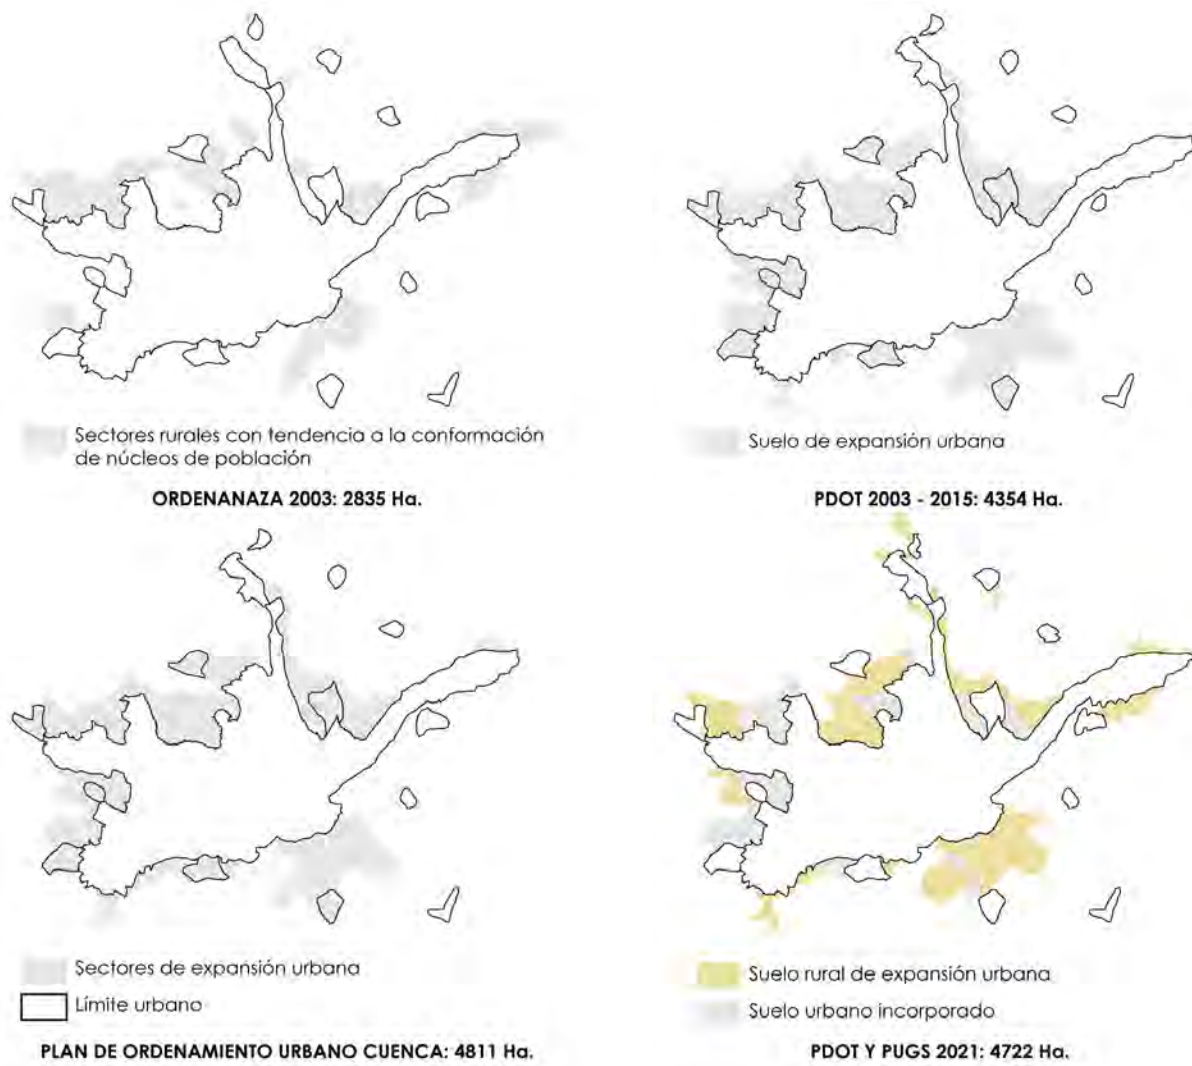 Sectores rurales con tendencia a la conformación
de núcleos de población
ORDENANAZA 2003: 2835 Ha.
Suelo de expansión urbana
PDOT 2003 - 2015: 4354 Ha.
Sectores de expansión urbana
Límite urbano
PLAN DE ORDENAMIENTO URBANO CUENCA: 4811 Ha.
Suelo rural de expansión urbana
Suelo urbano incorporado
PDOT Y PUGS 2021: 4722 Ha.